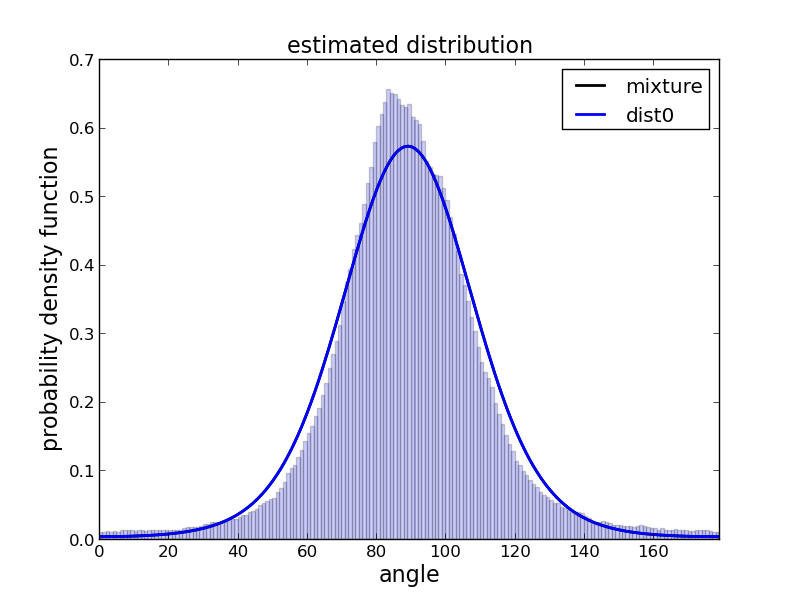 estimated distribution
mixture
dist0
probability density function
0.7
0.6
0.5
0.4
0.3
0.2
0.1
0.0
0 20 40 60 80 100 120 140 160
angle